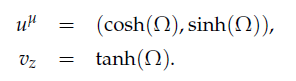 u^μ = (cosh(Ω), sinh(Ω)),
v_z = tanh(Ω).